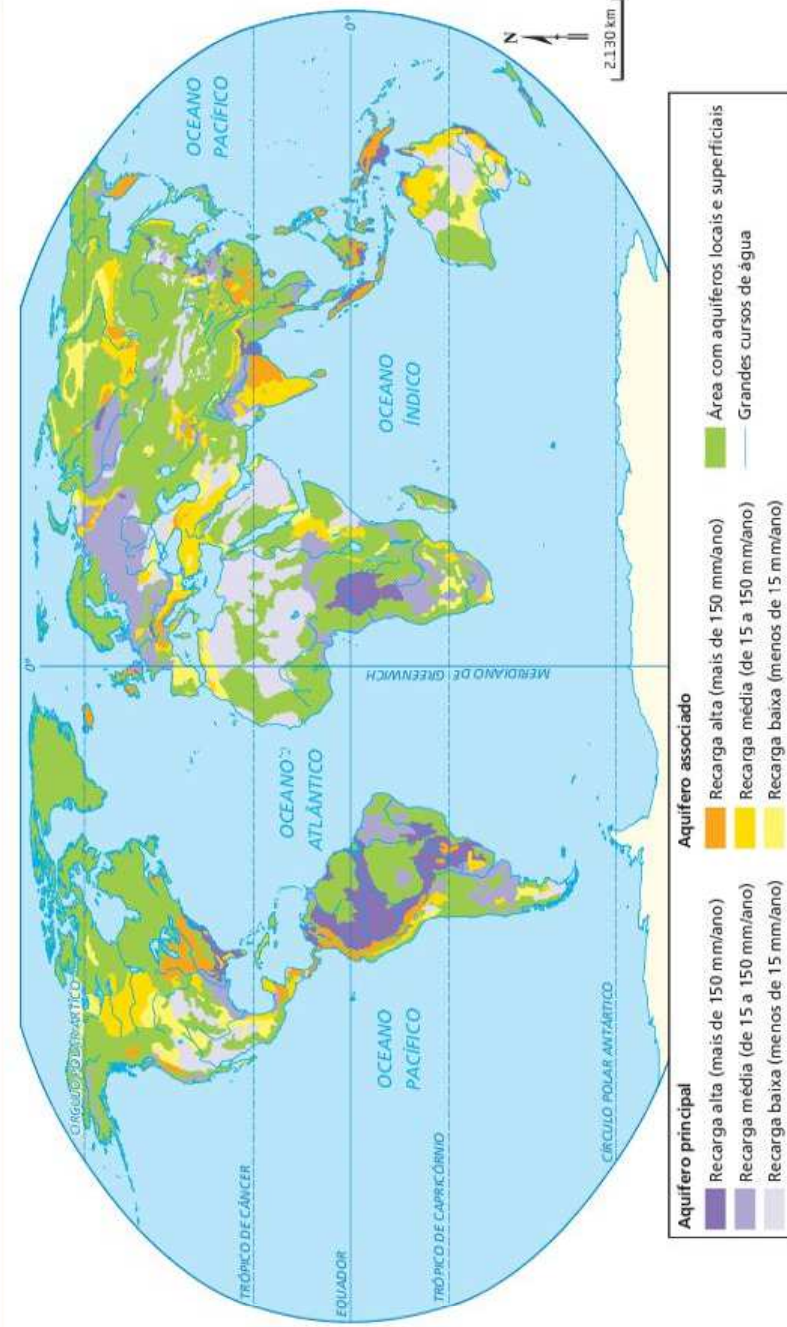 0°
CÍRCULO POLAR ÁRTICO
OCEANO
PACÍFICO
TRÓPICO DE CÂNCER
OCEANO
ATLÂNTICO
EQUADOR
0°
OCEANO
PACÍFICO
OCEANO
ÍNDICO
MERIDIANO DE GREENWICH
TRÓPICO DE CAPRICÓRNIO
CÍRCULO POLAR ANTÁRTICO
N
2.130 km
Aquífero principal
Recarga alta (mais de 150 mm/ano)
Recarga média (de 15 a 150 mm/ano)
Recarga baixa (menos de 15 mm/ano)
Aquífero associado
Recarga alta (mais de 150 mm/ano)
Recarga média (de 15 a 150 mm/ano)
Recarga baixa (menos de 15 mm/ano)
Área com aquíferos locais e superficiais
Grandes cursos de água